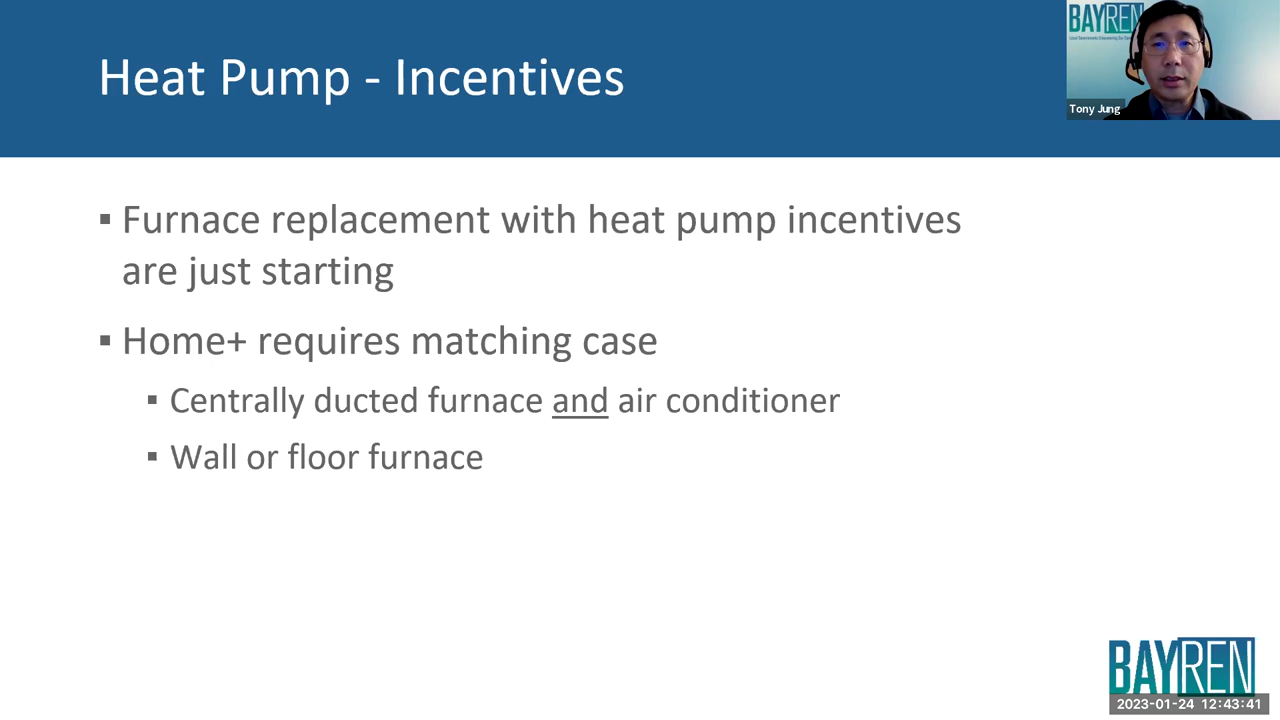 Heat Pump - Incentives
BAYREN
Tony Jung
▪ Furnace replacement with heat pump incentives
are just starting
▪ Home+ requires matching case
▪ Centrally ducted furnace and air conditioner
▪ Wall or floor furnace
BAYREN
2023-01-24 12:43:41